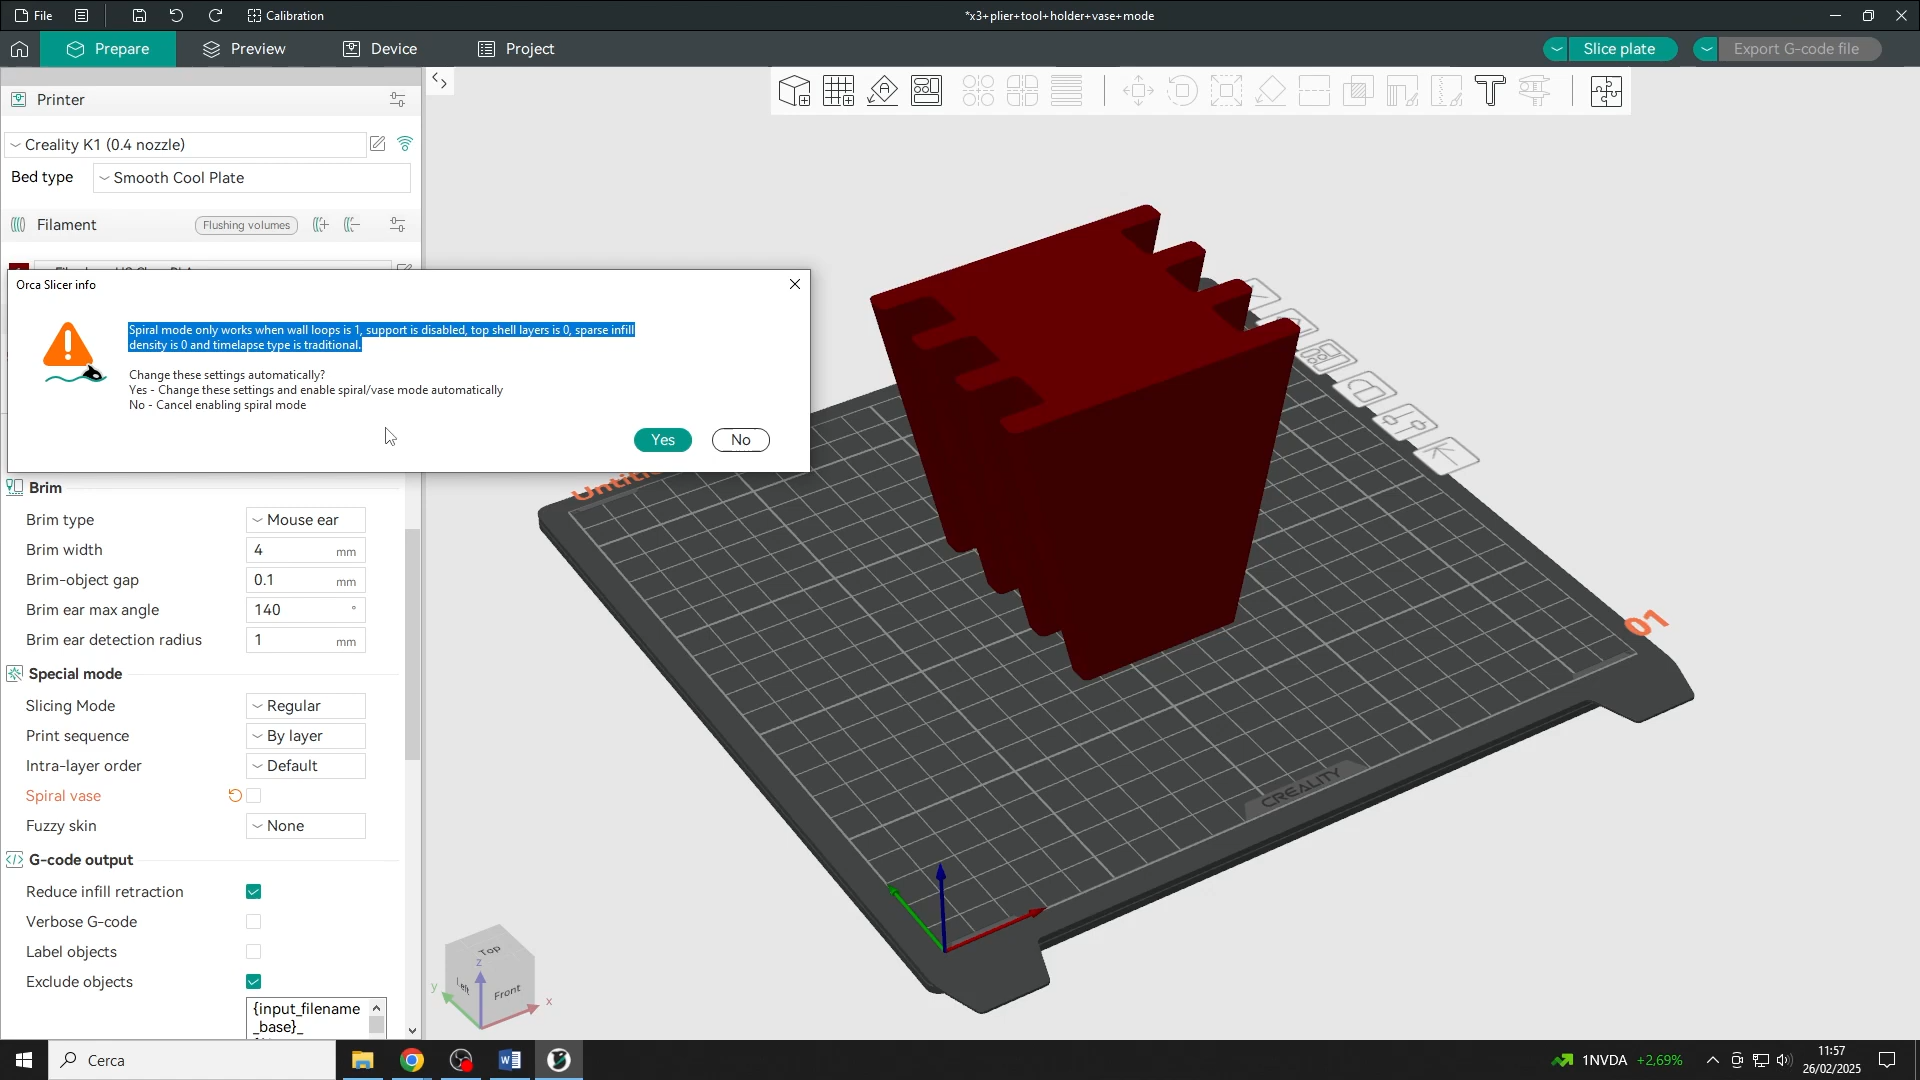 File
Calibration
*x3+plier+tool+holder+vase+mode
Prepare
Preview
Device
Project
Slice plate
Export G-code file
Printer
Creality K1 (0.4 nozzle)
Bed type
Smooth Cool Plate
Filament
Flushing volumes
Orca Slicer info
Spiral mode only works when wall loops is 1, support is disabled, top shell layers is 0, sparse infill
density is 0 and timelapse type is traditional.
Change these settings automatically?
Yes - Change these settings and enable spiral/vase mode automatically
No - Cancel enabling spiral mode
Yes
No
Brim
Brim type
Mouse ear
Brim width
4 mm
Brim-object gap
0.1 mm
Brim ear max angle
140 °
Brim ear detection radius
1 mm
Special mode
Slicing Mode
Regular
Print sequence
By layer
Intra-layer order
Default
Spiral vase
Fuzzy skin
None
G-code output
Reduce infill retraction
Verbose G-code
Label objects
Exclude objects
{input_filename
_base}_
01
CREALITY
Top
Left
Front
z
y
x
Cerca
1NVDA +2,69%
11:57
26/02/2025